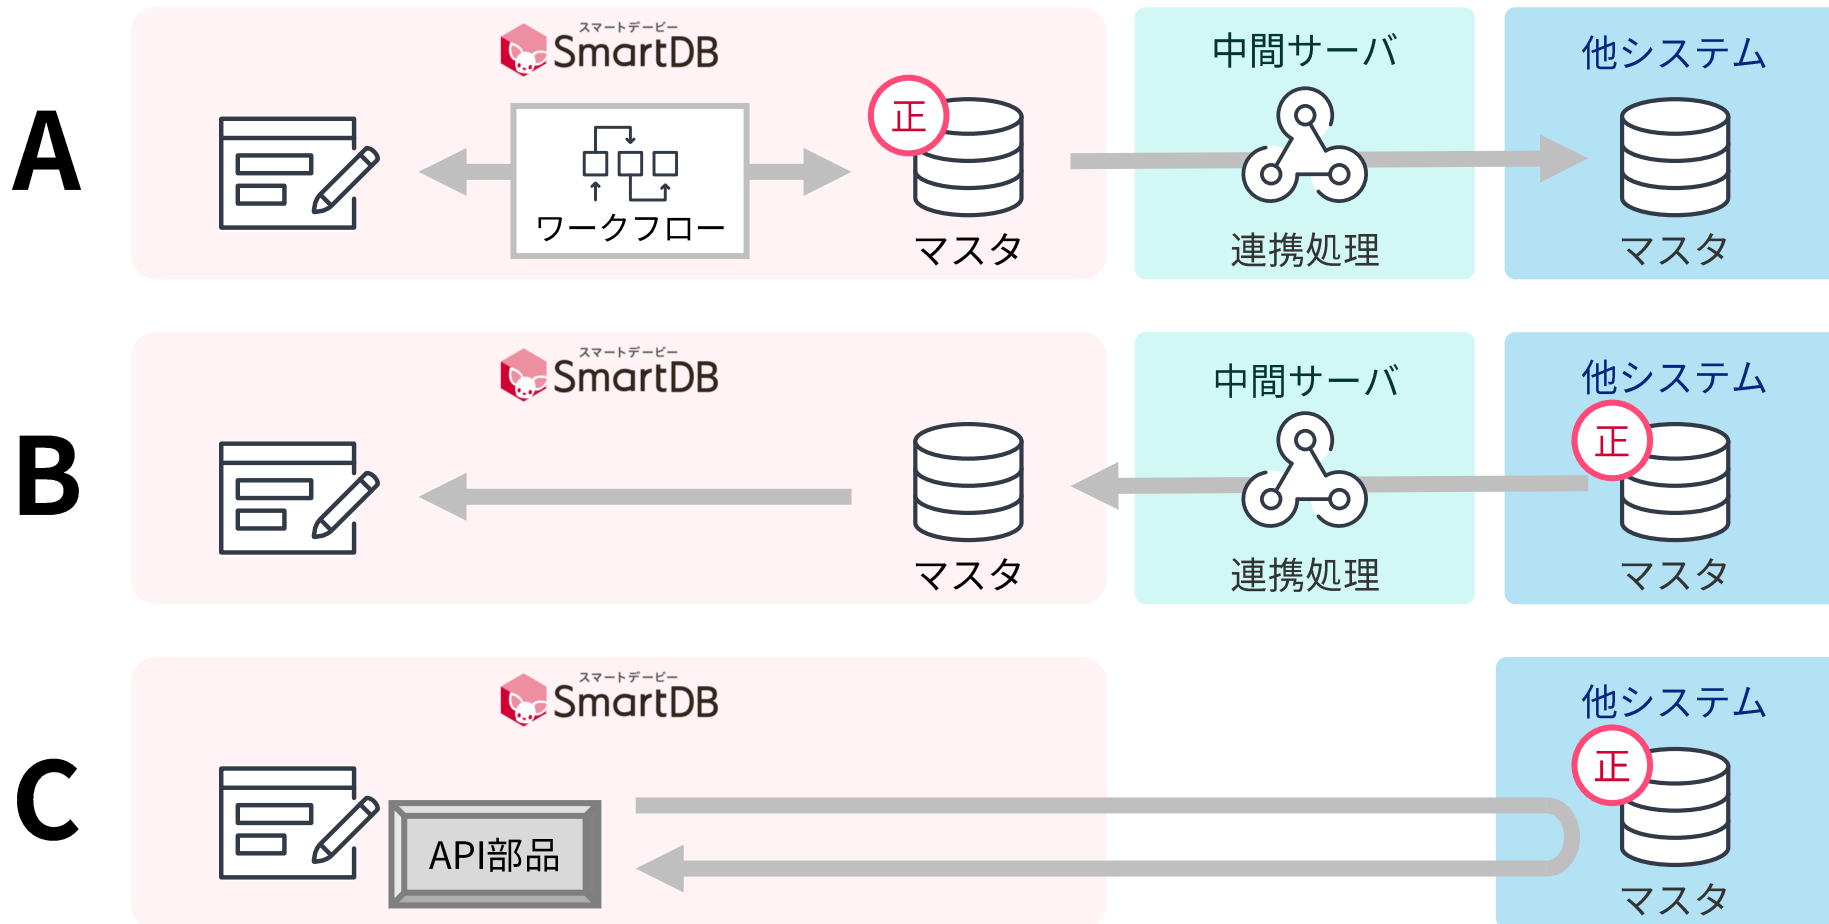 A
スマートデービー
SmartDB
ワークフロー
正
マスタ
中間サーバ
連携処理
他システム
マスタ
B
スマートデービー
SmartDB
マスタ
中間サーバ
連携処理
他システム
正
マスタ
C
スマートデービー
SmartDB
API部品
他システム
正
マスタ